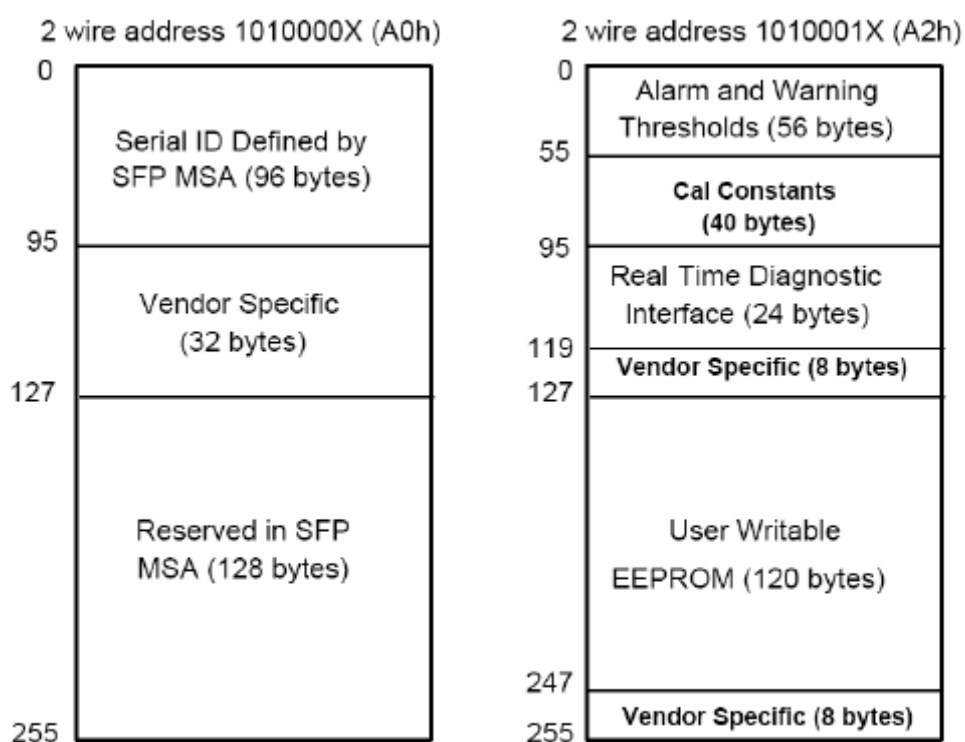 2 wire address 1010000X (A0h)
0
Serial ID Defined by
SFP MSA (96 bytes)
95
Vendor Specific
(32 bytes)
127
Reserved in SFP
MSA (128 bytes)
255
2 wire address 1010001X (A2h)
0
Alarm and Warning
Thresholds (56 bytes)
55
Cal Constants
(40 bytes)
95
Real Time Diagnostic
Interface (24 bytes)
119
Vendor Specific (8 bytes)
127
User Writable
EEPROM (120 bytes)
247
Vendor Specific (8 bytes)
255